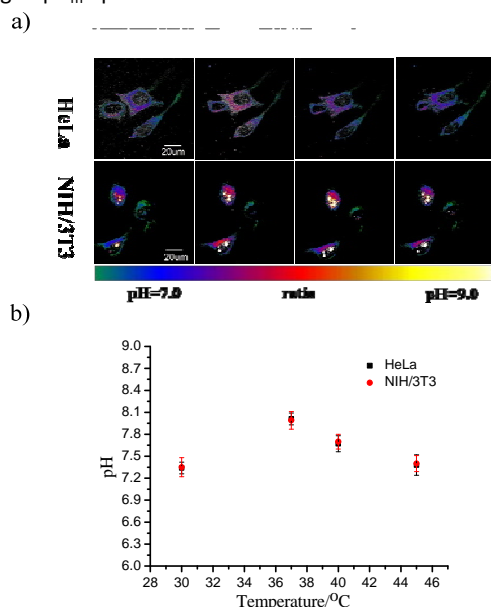 a)
HeLa
20um
NIH/3T3
20um
pH=7.0 ratio pH=9.0
b)
9.0
8.7
8.4
8.1
7.8
7.5
7.2
6.9
6.6
6.3
6.0
pH
HeLa
NIH/3T3
28 30 32 34 36 38 40 42 44 46
Temperature/°C